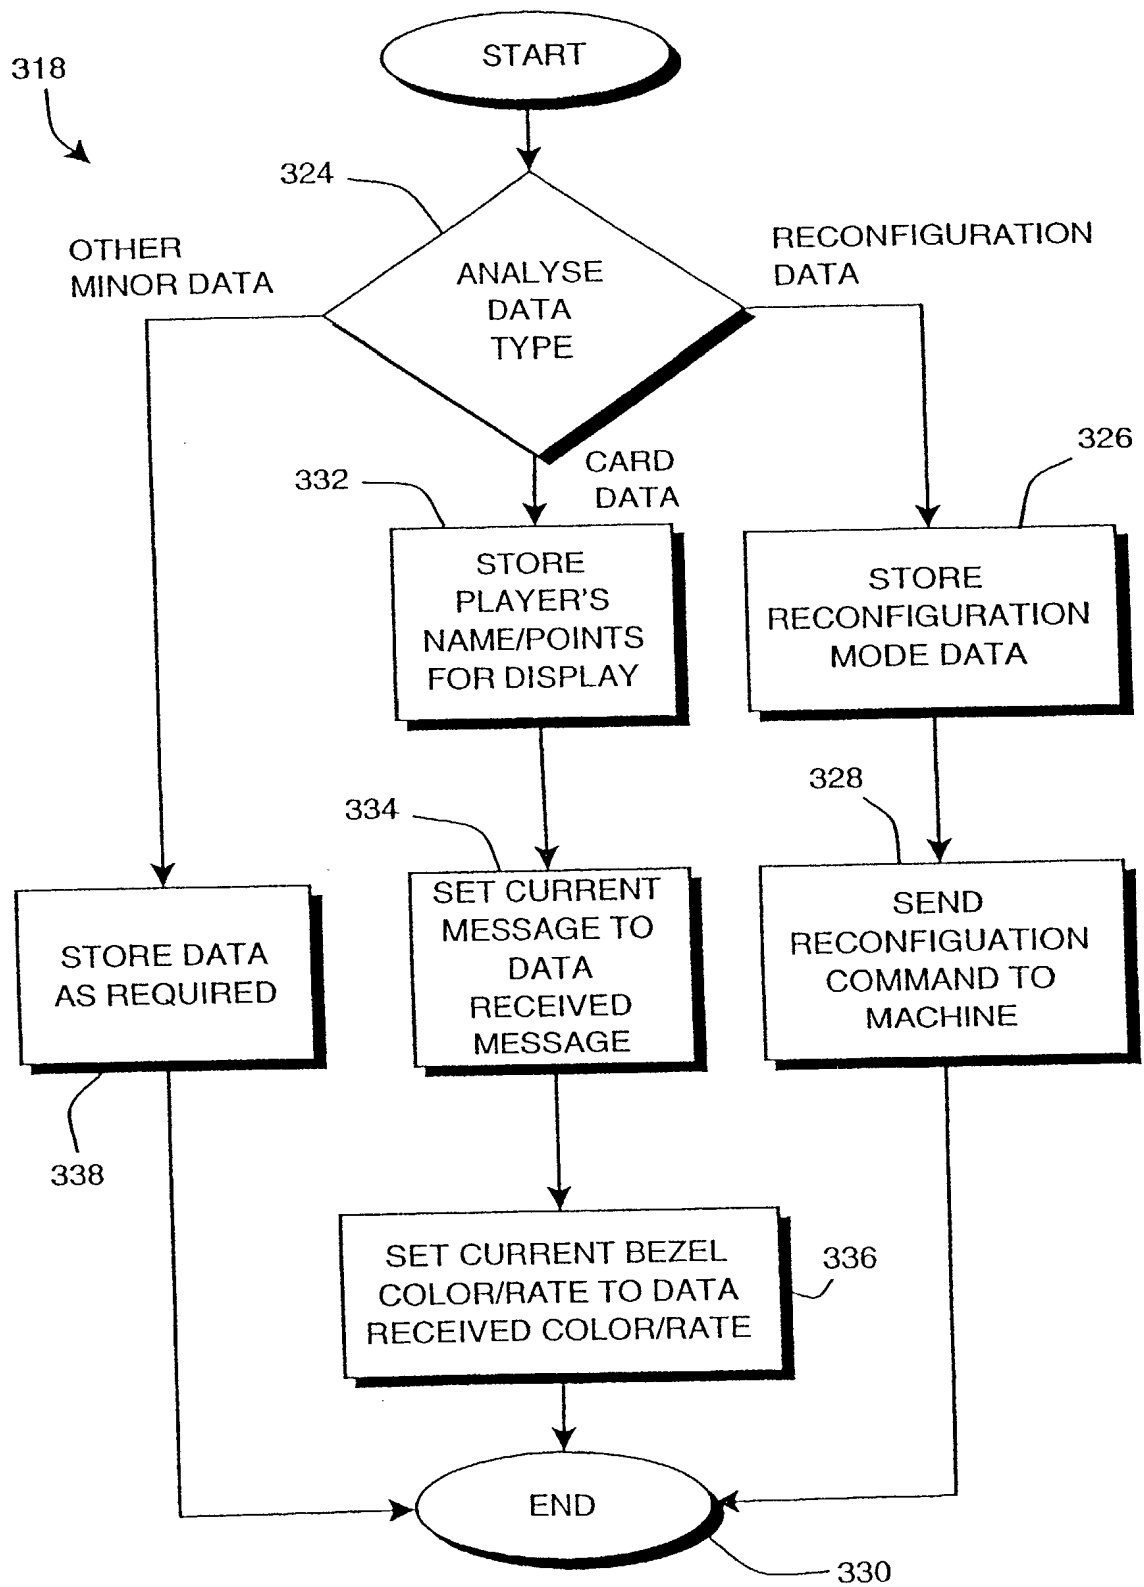 START
318
324
OTHER
MINOR DATA
RECONFIGURATION
DATA
ANALYSE
DATA
TYPE
CARD
DATA
332
326
STORE
PLAYER'S
NAME/POINTS
FOR DISPLAY
STORE
RECONFIGURATION
MODE DATA
334
328
SET CURRENT
MESSAGE TO
DATA
RECEIVED
MESSAGE
SEND
RECONFIGUATION
COMMAND TO
MACHINE
STORE DATA
AS REQUIRED
338
SET CURRENT BEZEL
COLOR/RATE TO DATA
RECEIVED COLOR/RATE
336
END
330